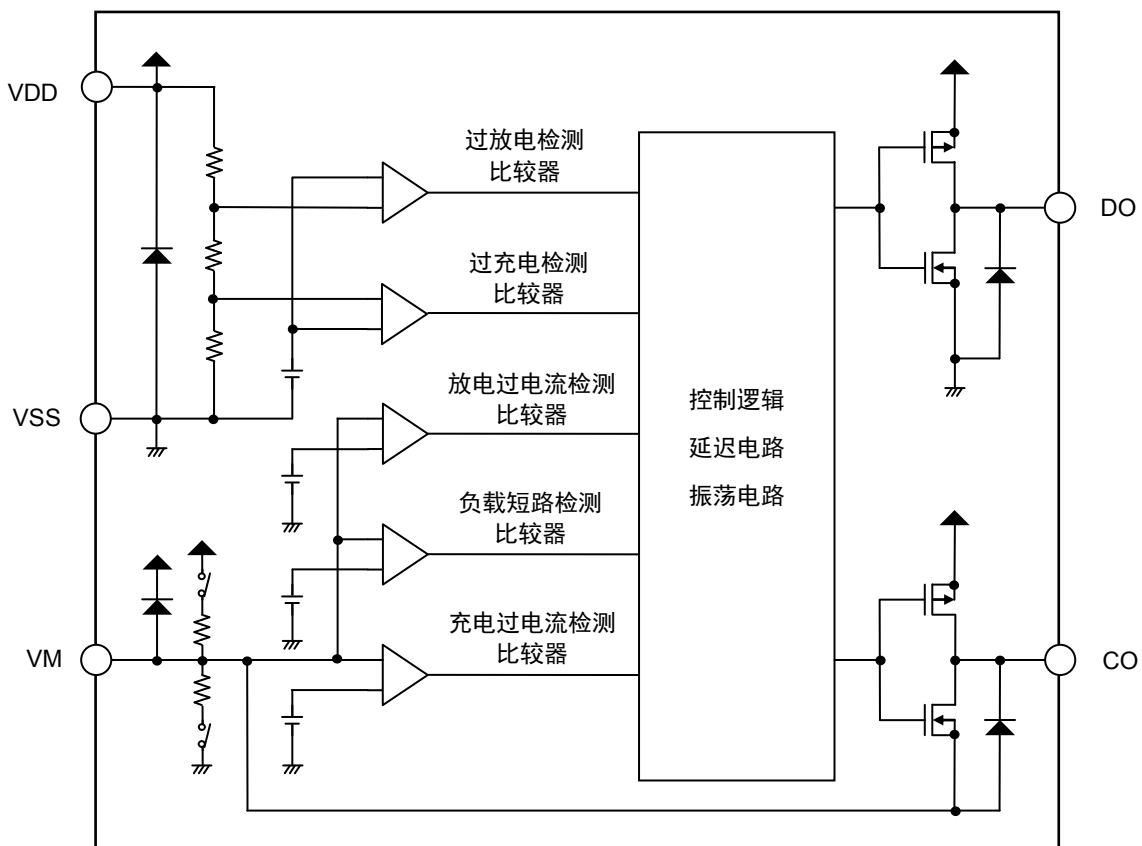 VDD
过放电检测
比较器
DO
过充电检测
比较器
VSS
放电过电流检测
比较器
控制逻辑
延迟电路
振荡电路
负载短路检测
比较器
VM
充电过电流检测
比较器
CO